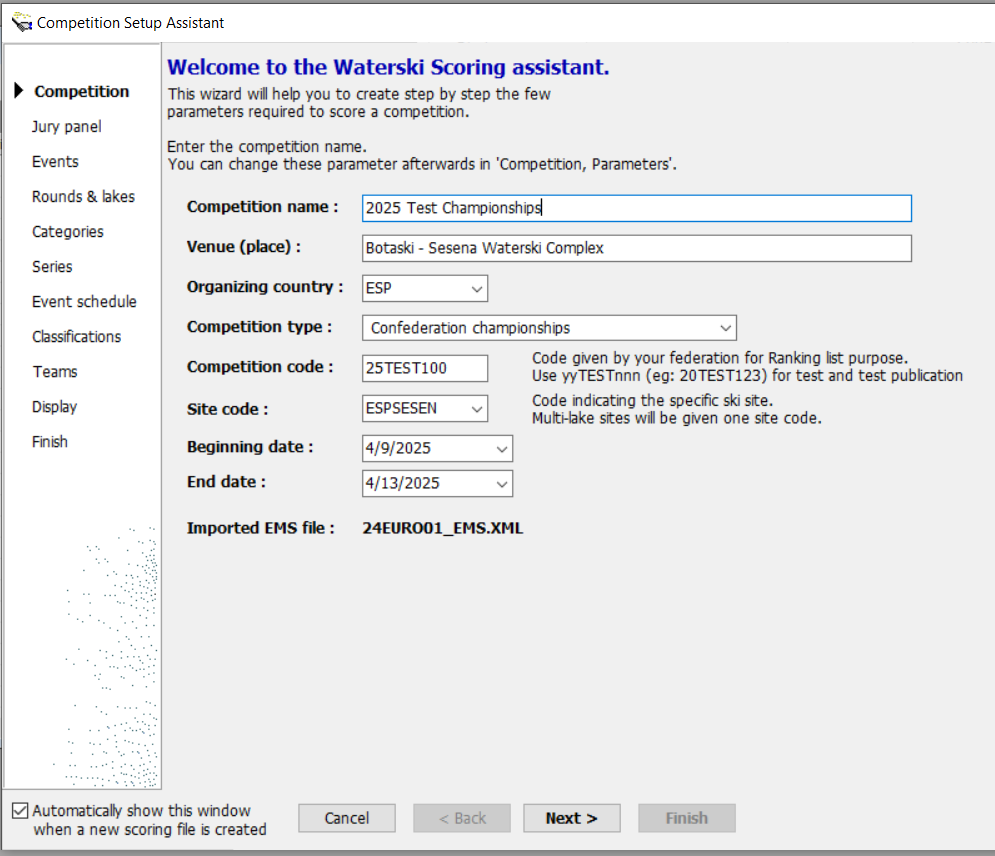 Competition Setup Assistant
Competition
Jury panel
Events
Rounds & lakes
Categories
Series
Event schedule
Classifications
Teams
Display
Finish
Welcome to the Waterski Scoring assistant.
This wizard will help you to create step by step the few
parameters required to score a competition.
Enter the competition name.
You can change these parameter afterwards in 'Competition, Parameters'.
Competition name : 2025 Test Championships
Venue (place) : Botaski - Sesena Waterski Complex
Organizing country : ESP
Competition type : Confederation championships
Competition code : 25TEST100
Code given by your federation for Ranking list purpose.
Use yyTESTnnn (eg: 20TEST123) for test and test publication
Site code : ESPSESEN
Code indicating the specific ski site.
Multi-lake sites will be given one site code.
Beginning date : 4/9/2025
End date : 4/13/2025
Imported EMS file : 24EURO01_EMS.XML
Automatically show this window
when a new scoring file is created
Cancel < Back Next > Finish